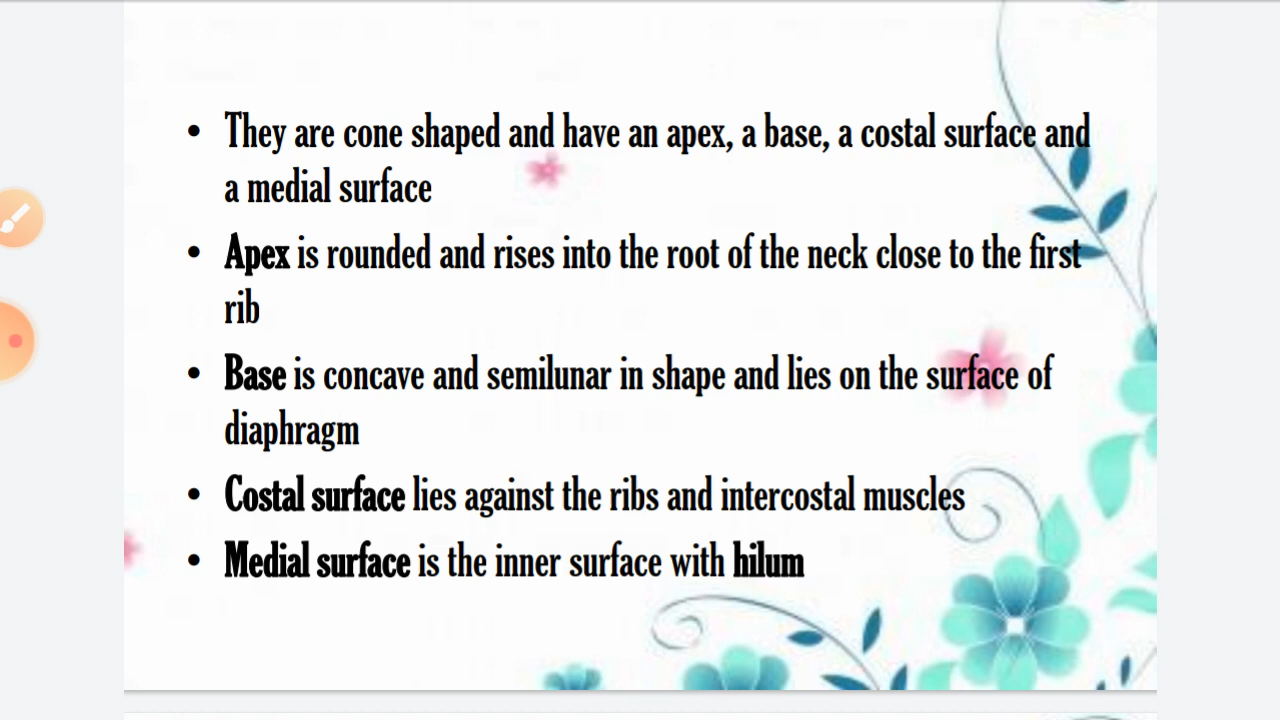 • They are cone shaped and have an apex, a base, a costal surface and
a medial surface
• Apex is rounded and rises into the root of the neck close to the first
rib
• Base is concave and semilunar in shape and lies on the surface of
diaphragm
• Costal surface lies against the ribs and intercostal muscles
• Medial surface is the inner surface with hilum